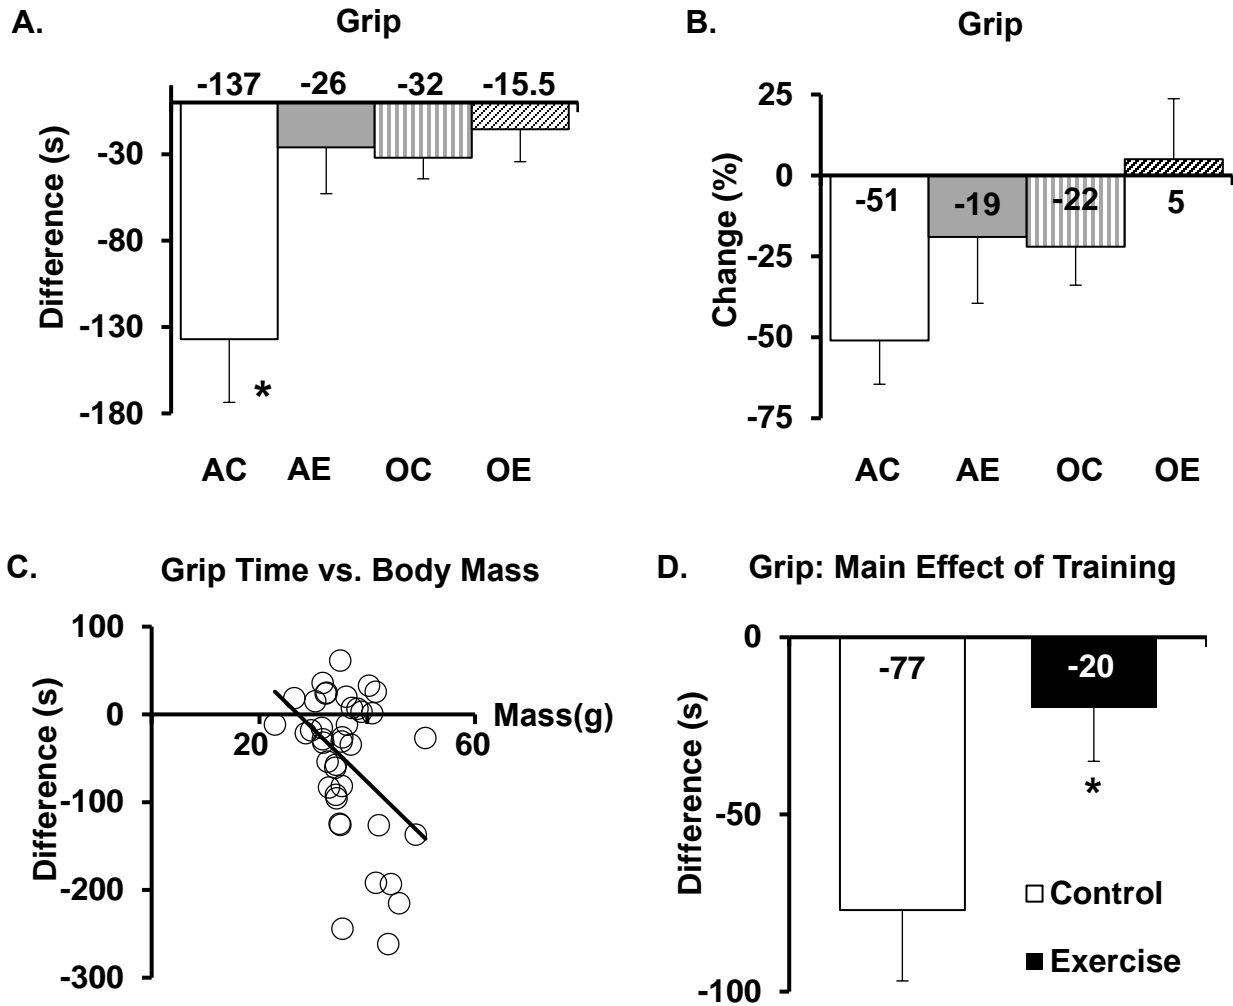 A.
Grip
-137 -26 -32 -15.5
Difference (s)
-30
-80
-130
-180
*
AC AE OC OE
B.
Grip
Change (%)
25
0
-25
-50
-75
-51 -19 -22 5
AC AE OC OE
C.
Grip Time vs. Body Mass
Difference (s)
100
0
-100
-200
-300
20 60
Mass(g)
D.
Grip: Main Effect of Training
Difference (s)
0
-50
-100
-77 -20
*
Control
Exercise